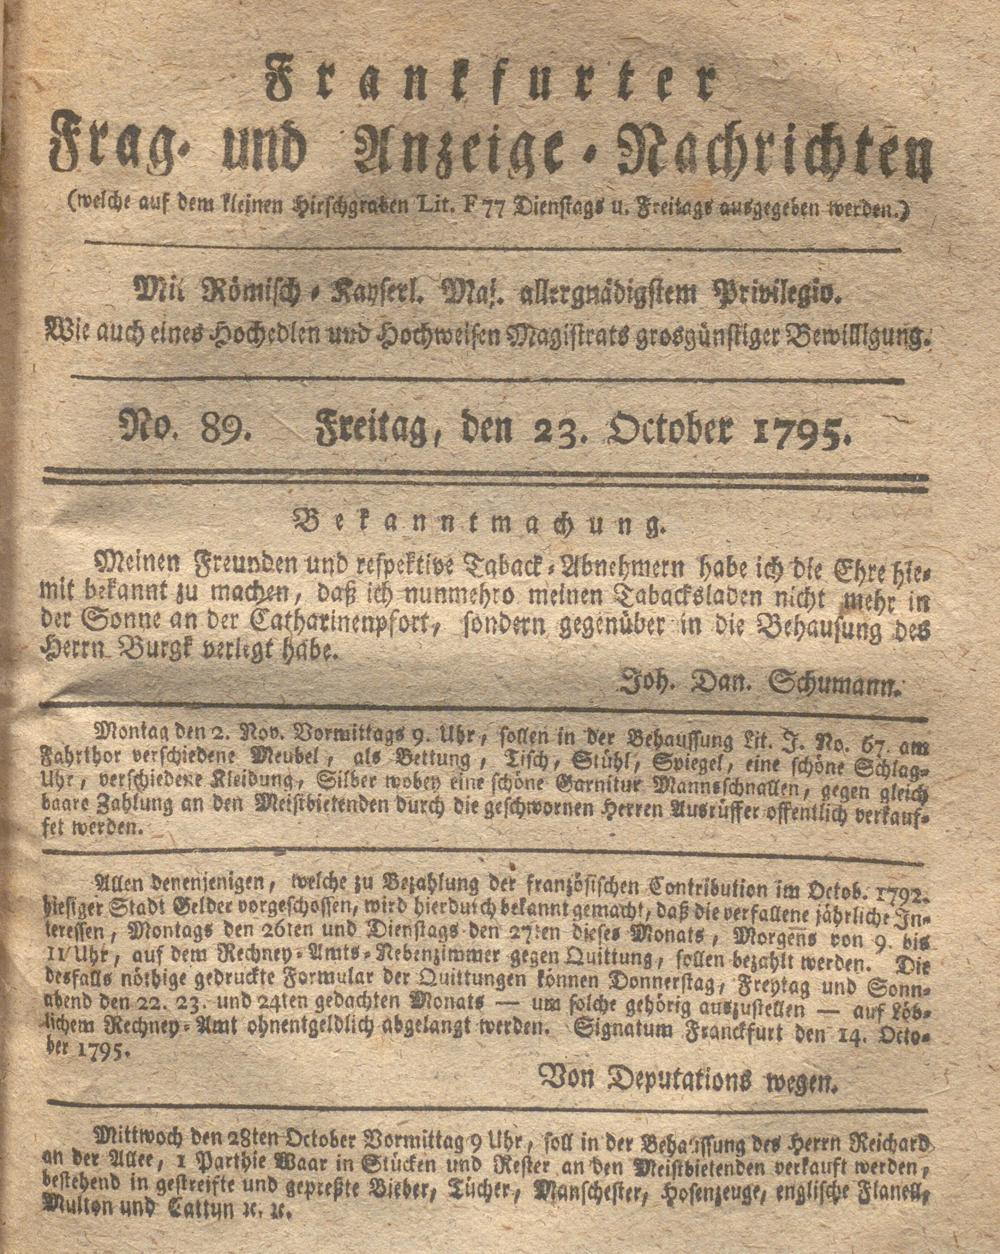 Frankfurter
Frag- und Anzeige-Nachrichten
(welche auf dem kleinen Hirschgraben Lit. F 77 Dienstags u. Freitags ausgegeben werden.)
Mit Römisch-Kayserl. Maj. allergnädigstem Privilegio.
Wie auch eines Hochedlen und Hochweisen Magistrats grosgünstiger Bewilligung.
No. 89. Freitag, den 23. October 1795.
Bekanntmachung.
Meinen Freunden und respektive Taback-Abnehmern habe ich die Ehre hie-
mit bekannt zu machen, daß ich nunmehro meinen Tabacksladen nicht mehr in
der Sonne an der Catharinenpfort, sondern gegenüber in die Behausung des
Herrn Burgk verlegt habe.
Joh. Dan. Schumann.
Montag den 2. Nov. Vormittags 9. Uhr, sollen in der Behaussung Lit. J. No. 67. am
Fahrthor verschiedene Meubel, als Bettung, Tisch, Stühl, Spiegel, eine schöne Schlag-
Uhr, verschiedene Kleidung, Silber wobey eine schöne Garnitur Mannsschnallen, gegen gleich
baare Zahlung an den Meistbietenden durch die geschwornen Herren Ausrüffer offentlich verkauf-
fet werden.
Allen denenjenigen, welche zu Bezahlung der französischen Contribution im Octob. 1792.
hiesiger Stadt Gelder vorgeschossen, wird hierdurch bekannt gemacht, daß die verfallene jährliche In-
teressen, Montags den 26ten und Dienstags den 27ten dieses Monats, Morgens von 9. bis
11 Uhr, auf dem Rechney-Amts-Nebenzimmer gegen Quittung, sollen bezahlt werden. Die
desfalls nöthige gedruckte Formular der Quittungen können Donnerstag, Freytag und Sonn-
abend den 22. 23. und 24ten gedachten Monats — um solche gehörig auszustellen — auf Löb-
lichem Rechney-Amt ohnentgeldlich abgelangt werden. Signatum Franckfurt den 14. Octo-
ber 1795.
Von Deputations wegen.
Mittwoch den 28ten October Vormittag 9 Uhr, soll in der Behaussung des Herrn Reichard
an der Allee, 1 Parthie Waar in Stücken und Rester an den Meistbietenden verkauft werden,
bestehend in gestreifte und gepreßte Bieber, Tücher, Manschester, Hosenzeuge, englische Flanell,
Multon und Cattun ꝛc. ꝛc.